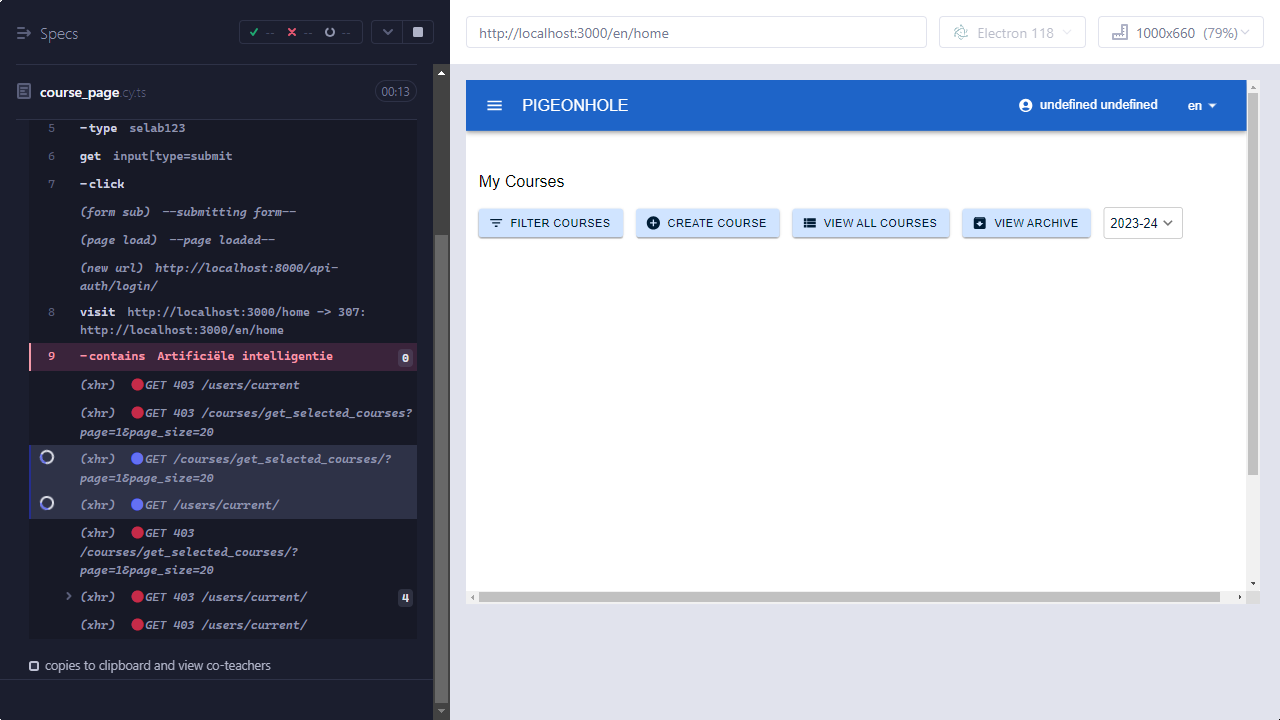 Specs
--
--
--
http://localhost:3000/en/home
Electron 118
1000x660 (79%)
course_page.cy.ts
00:13
5 -type selab123
6 get input[type=submit
7 -click
(form sub) --submitting form--
(page load) --page loaded--
(new url) http://localhost:8000/api-
auth/login/
8 visit http://localhost:3000/home -> 307:
http://localhost:3000/en/home
9 -contains Artificiële intelligentie 0
(xhr) GET 403 /users/current
(xhr) GET 403 /courses/get_selected_courses?
page=1&page_size=20
(xhr) GET /courses/get_selected_courses/?
page=1&page_size=20
(xhr) GET /users/current/
(xhr) GET 403
/courses/get_selected_courses/?
page=1&page_size=20
(xhr) GET 403 /users/current/ 4
(xhr) GET 403 /users/current/
copies to clipboard and view co-teachers
PIGEONHOLE
undefined undefined
en
My Courses
FILTER COURSES
CREATE COURSE
VIEW ALL COURSES
VIEW ARCHIVE
2023-24